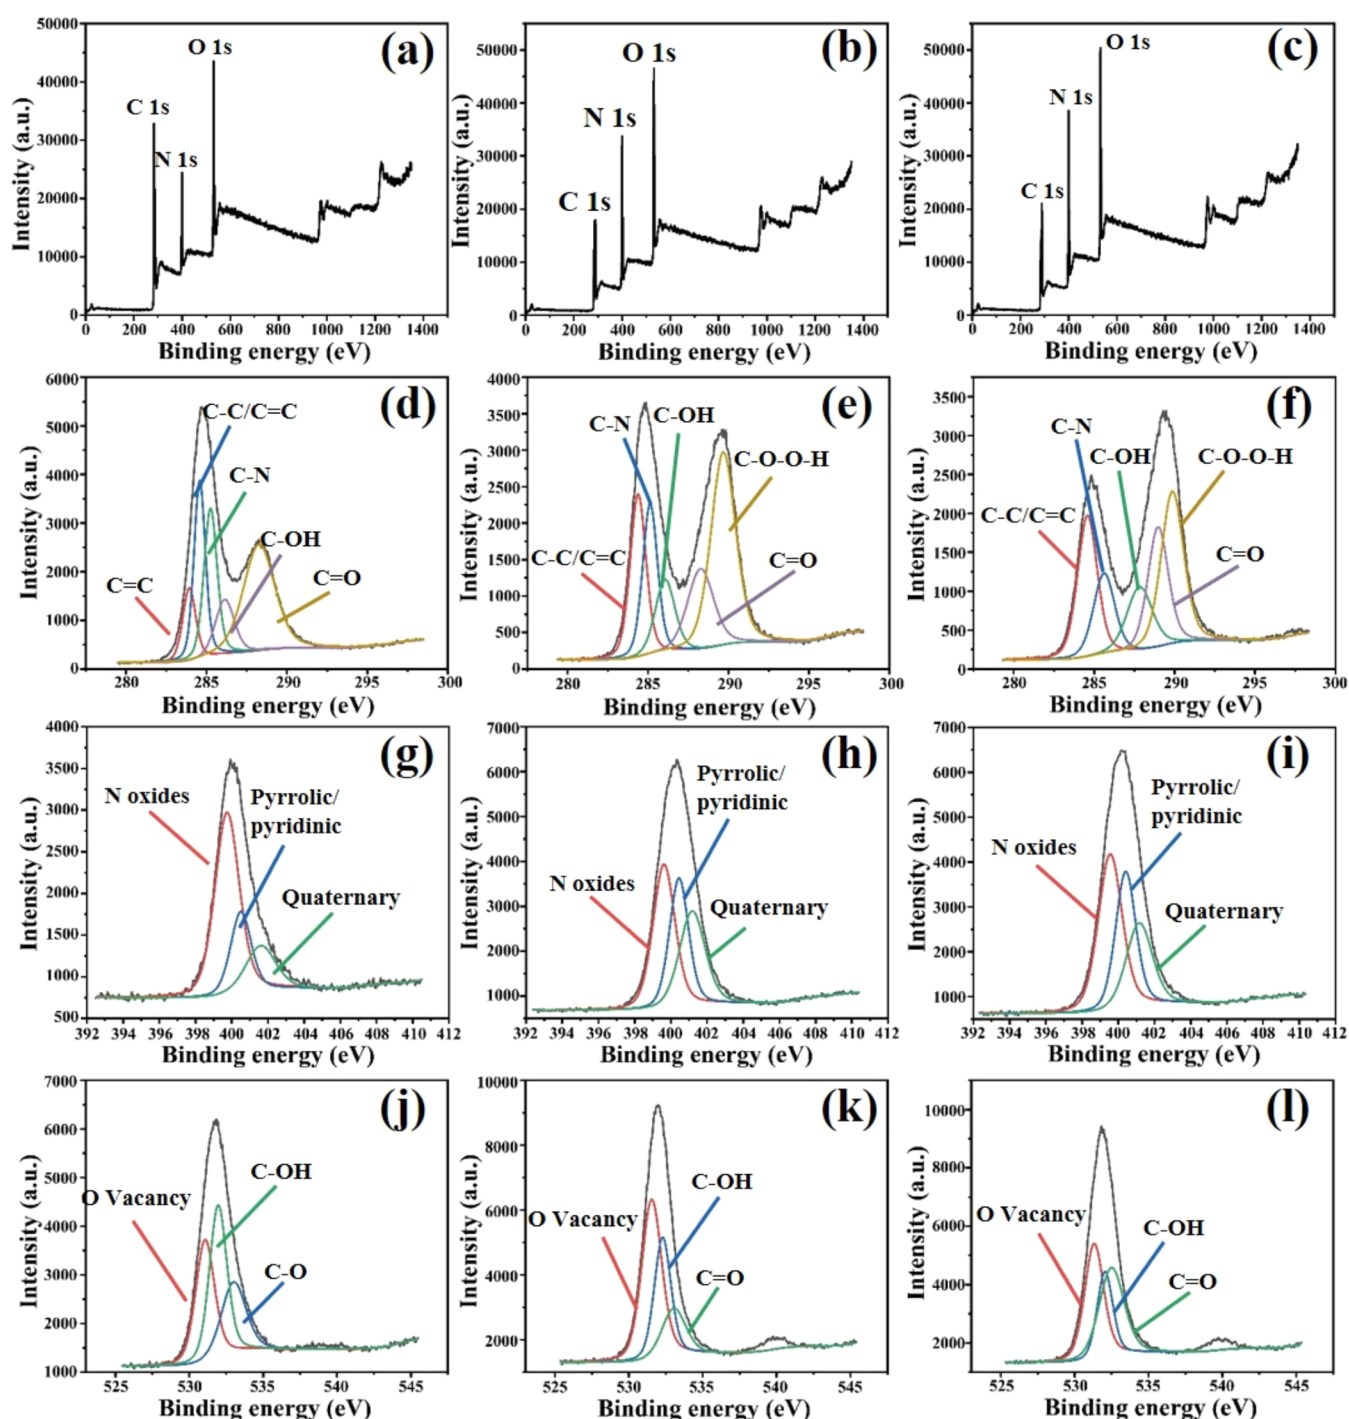 (a)
Intensity (a.u.)
50000
40000
30000
20000
10000
0
O 1s
C 1s
N 1s
0 200 400 600 800 1000 1200 1400
Binding energy (eV)
(b)
Intensity (a.u.)
50000
40000
30000
20000
10000
0
O 1s
N 1s
C 1s
0 200 400 600 800 1000 1200 1400
Binding energy (eV)
(c)
Intensity (a.u.)
50000
40000
30000
20000
10000
0
O 1s
N 1s
C 1s
0 200 400 600 800 1000 1200 1400
Binding energy (eV)
(d)
Intensity (a.u.)
6000
5000
4000
3000
2000
1000
0
C-C/C=C
C-N
C-OH
C=C
C=O
280 285 290 295 300
Binding energy (eV)
(e)
Intensity (a.u.)
4000
3500
3000
2500
2000
1500
1000
500
0
C-N
C-OH
C-O-O-H
C-C/C=C
C=O
280 285 290 295 300
Binding energy (eV)
(f)
Intensity (a.u.)
3500
3000
2500
2000
1500
1000
500
0
C-N
C-OH
C-O-O-H
C-C/C=C
C=O
280 285 290 295 300
Binding energy (eV)
(g)
Intensity (a.u.)
4000
3500
3000
2500
2000
1500
1000
500
N oxides
Pyrrolic/
pyridinic
Quaternary
392 394 396 398 400 402 404 406 408 410 412
Binding energy (eV)
(h)
Intensity (a.u.)
7000
6000
5000
4000
3000
2000
1000
Pyrrolic/
pyridinic
N oxides
Quaternary
392 394 396 398 400 402 404 406 408 410 412
Binding energy (eV)
(i)
Intensity (a.u.)
7000
6000
5000
4000
3000
2000
1000
Pyrrolic/
pyridinic
N oxides
Quaternary
392 394 396 398 400 402 404 406 408 410 412
Binding energy (eV)
(j)
Intensity (a.u.)
7000
6000
5000
4000
3000
2000
1000
C-OH
O Vacancy
C-O
525 530 535 540 545
Binding energy (eV)
(k)
Intensity (a.u.)
10000
8000
6000
4000
2000
C-OH
O Vacancy
C=O
525 530 535 540 545
Binding energy (eV)
(l)
Intensity (a.u.)
10000
8000
6000
4000
2000
O Vacancy
C-OH
C=O
525 530 535 540 545
Binding energy (eV)